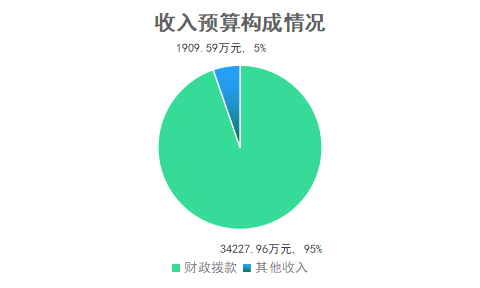 收入预算构成情况
1909.59万元, 5%
34227.96万元, 95%
财政拨款 其他收入